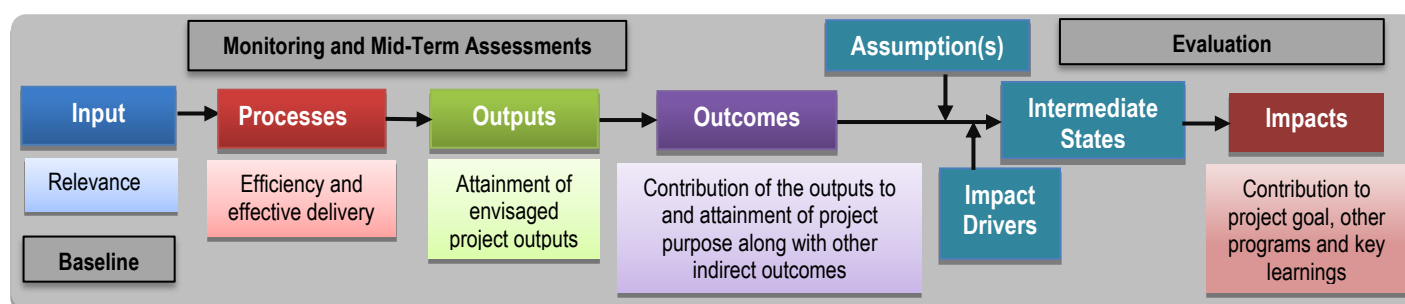 Monitoring and Mid-Term Assessments
Assumption(s)
Evaluation
Input
Processes
Outputs
Outcomes
Intermediate
States
Impacts
Relevance
Efficiency and
effective delivery
Attainment of
envisaged
project outputs
Contribution of the outputs to
and attainment of project
purpose along with other
indirect outcomes
Impact
Drivers
Contribution to
project goal, other
programs and key
learnings
Baseline